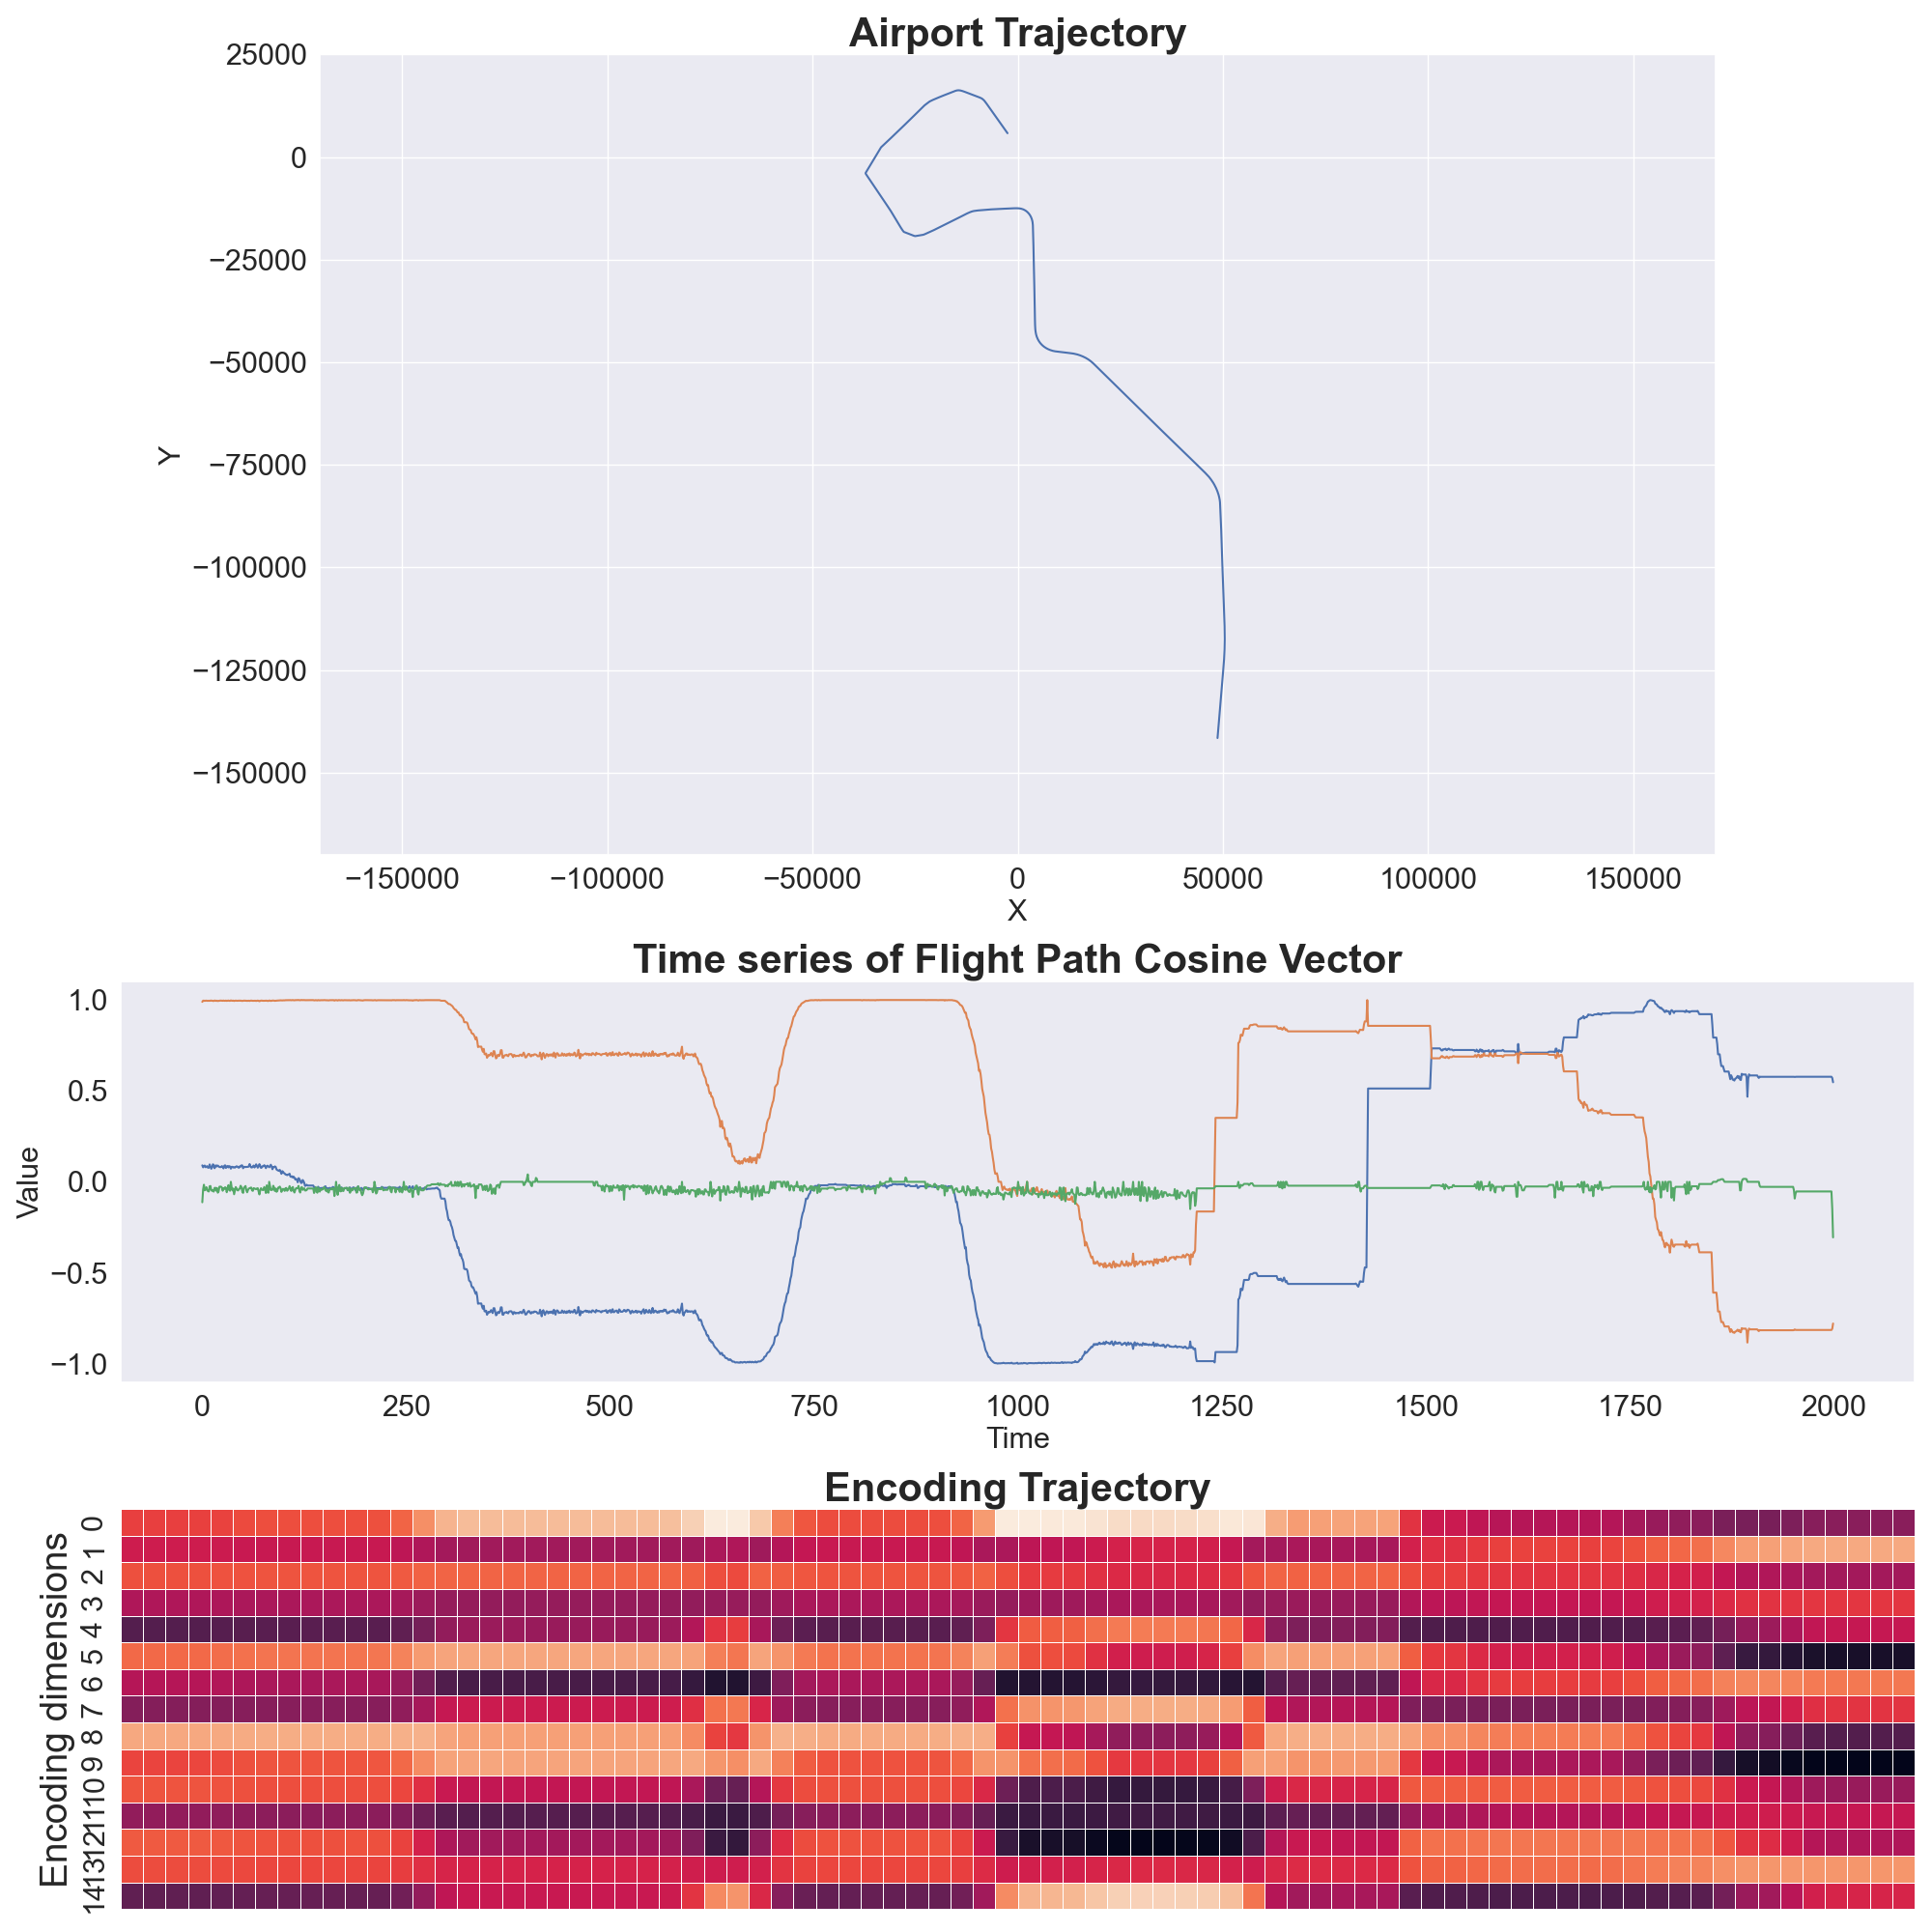 Airport Trajectory
25000
0
−25000
−50000
−75000
−100000
−125000
−150000
Y
−150000 −100000 −50000 0 50000 100000 150000
X
Time series of Flight Path Cosine Vector
1.0
0.5
0.0
−0.5
−1.0
Value
0 250 500 750 1000 1250 1500 1750 2000
Time
Encoding Trajectory
0
1
2
3
4
5
6
7
8
9
10
11
12
13
14
Encoding dimensions